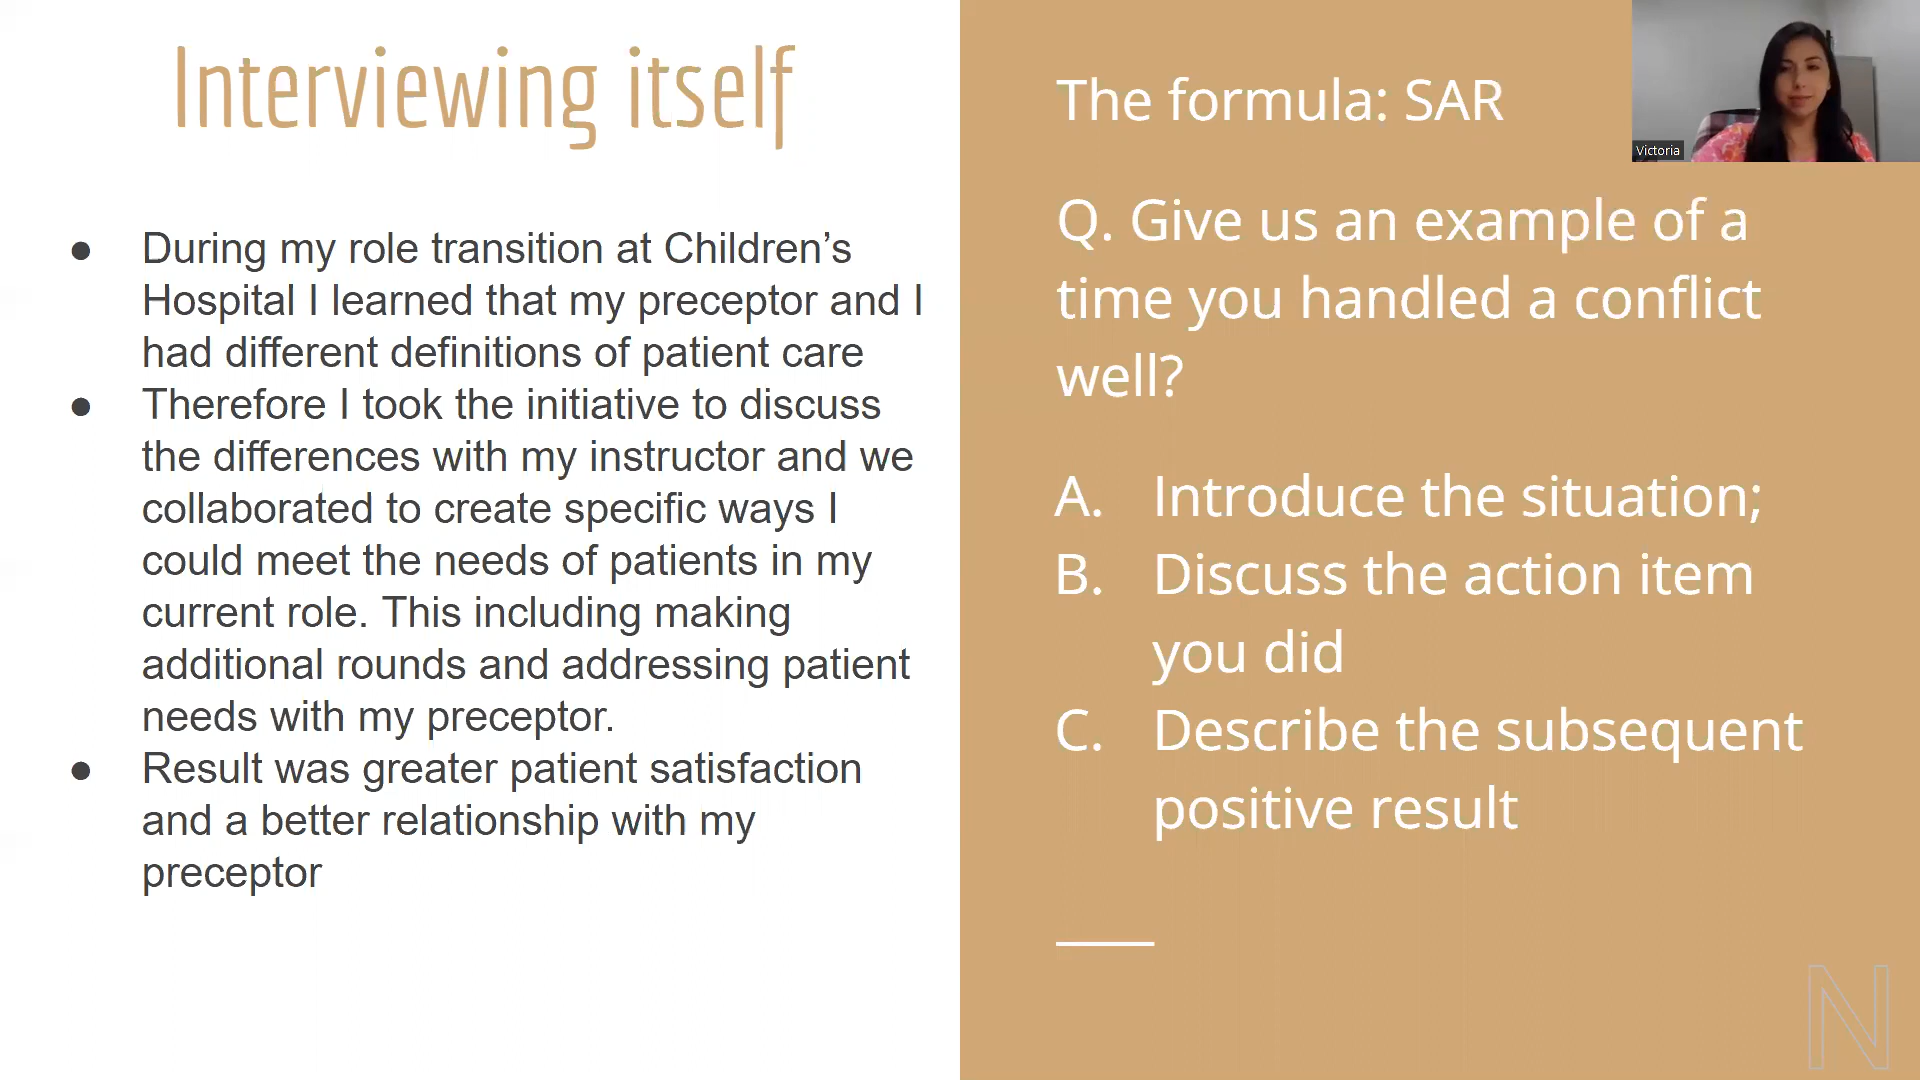 Interviewing itself
● During my role transition at Children’s
Hospital I learned that my preceptor and I
had different definitions of patient care
● Therefore I took the initiative to discuss
the differences with my instructor and we
collaborated to create specific ways I
could meet the needs of patients in my
current role. This including making
additional rounds and addressing patient
needs with my preceptor.
● Result was greater patient satisfaction
and a better relationship with my
preceptor
The formula: SAR
Q. Give us an example of a
time you handled a conflict
well?
A. Introduce the situation;
B. Discuss the action item
you did
C. Describe the subsequent
positive result
Victoria
N